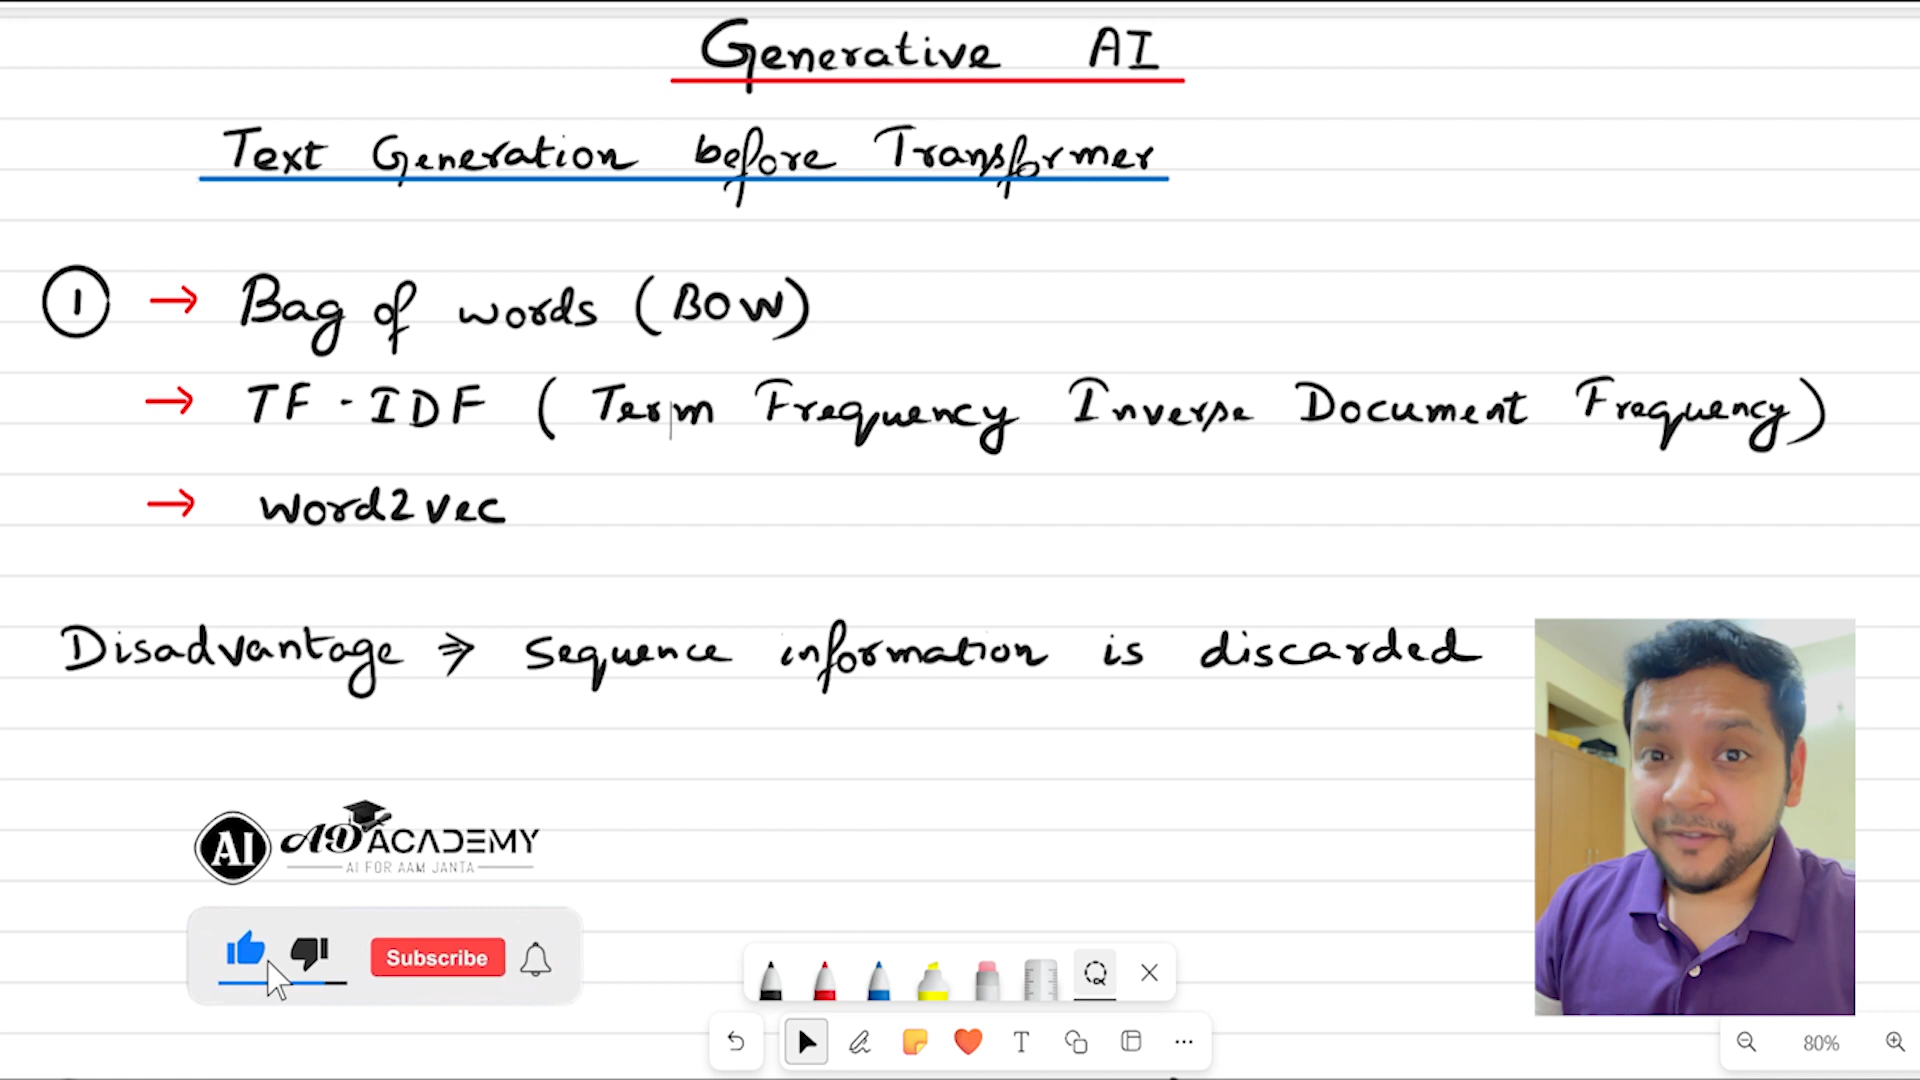 Generative AI
Text Generation before Transformer
1 → Bag of words (BOW)
→ TF-IDF (Term Frequency Inverse Document Frequency)
→ word2vec
Disadvantage ⇒ sequence information is discarded
AI AD ACADEMY
AI FOR AAM JANTA
Subscribe
T
80%